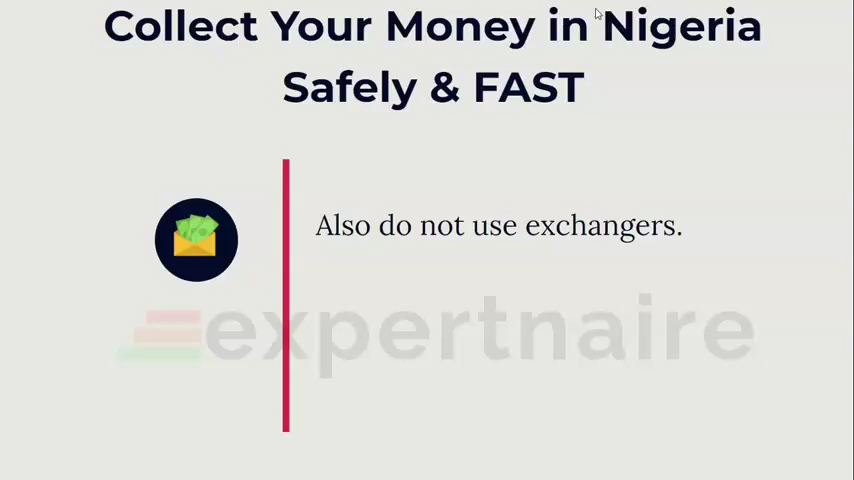 Collect Your Money in Nigeria
Safely & FAST
Also do not use exchangers.
expertnaire